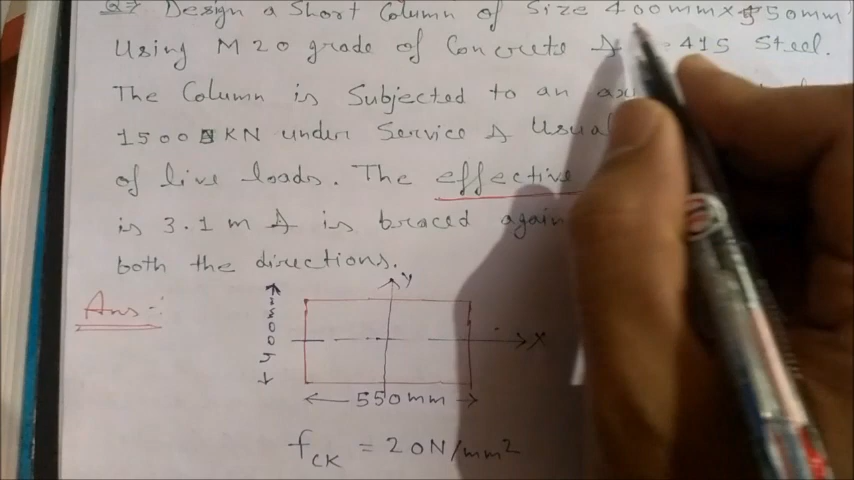 Q-7 Design a Short Column of Size 400mm x 550mm
Using M20 grade of Concrete & 415 Steel.
The Column is Subjected to an
1500 KN under Service & Usual
of live loads. The effective
is 3.1 m & is braced
both the directions.
Ans-:
Y
400mm
X
550mm
fCK = 20N/mm2